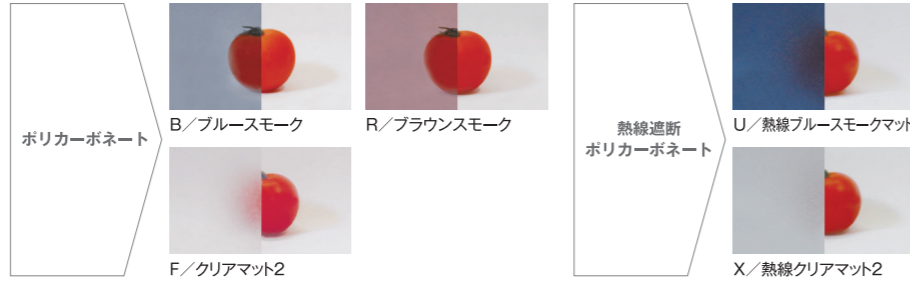 ポリカーボネート
B／ブルースモーク
R／ブラウンスモーク
F／クリアマット2
熱線遮断
ポリカーボネート
U／熱線ブルースモークマット
X／熱線クリアマット2